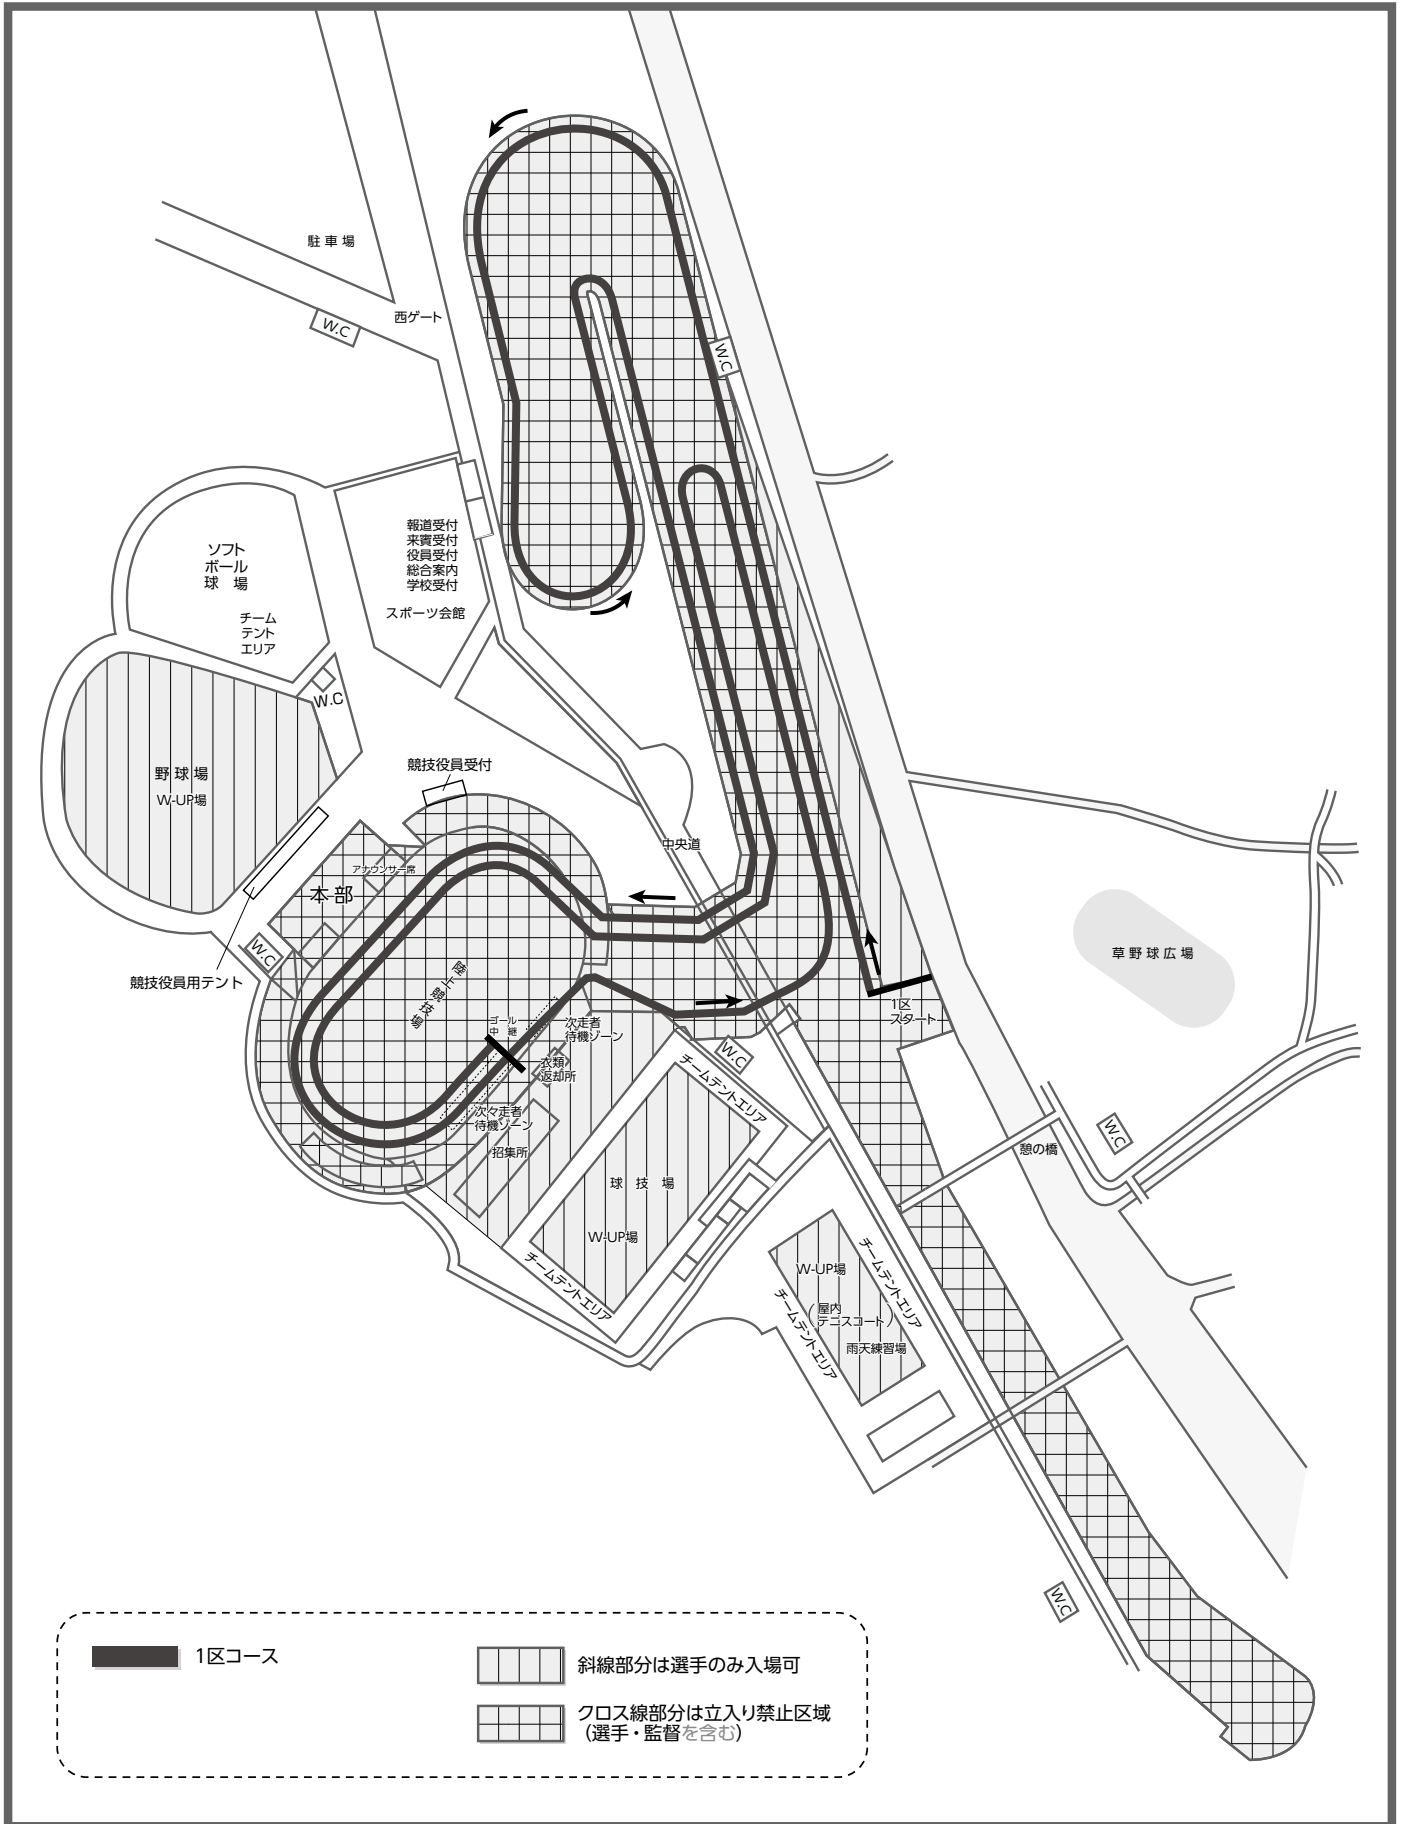 駐車場
西ゲート
W.C
W.C
報道受付
来賓受付
役員受付
総合案内
学校受付
スポーツ会館
ソフト
ボール
球 場
チーム
テント
エリア
W.C
野球場
W-UP場
競技役員受付
中央道
アナウンサー席
本部
W.C
競技役員用テント
陸上競技場
ゴール
中 継
次走者
待機ゾーン
衣類
返却所
次々走者
待機ゾーン
招集所
1区
スタート
草野球広場
W.C
チームテントエリア
球 技 場
W-UP場
チームテントエリア
憩の橋
W.C
W-UP場
(屋内
テニスコート)
雨天練習場
チームテントエリア
チームテントエリア
W.C
1区コース
斜線部分は選手のみ入場可
クロス線部分は立入り禁止区域
(選手・監督を含む)